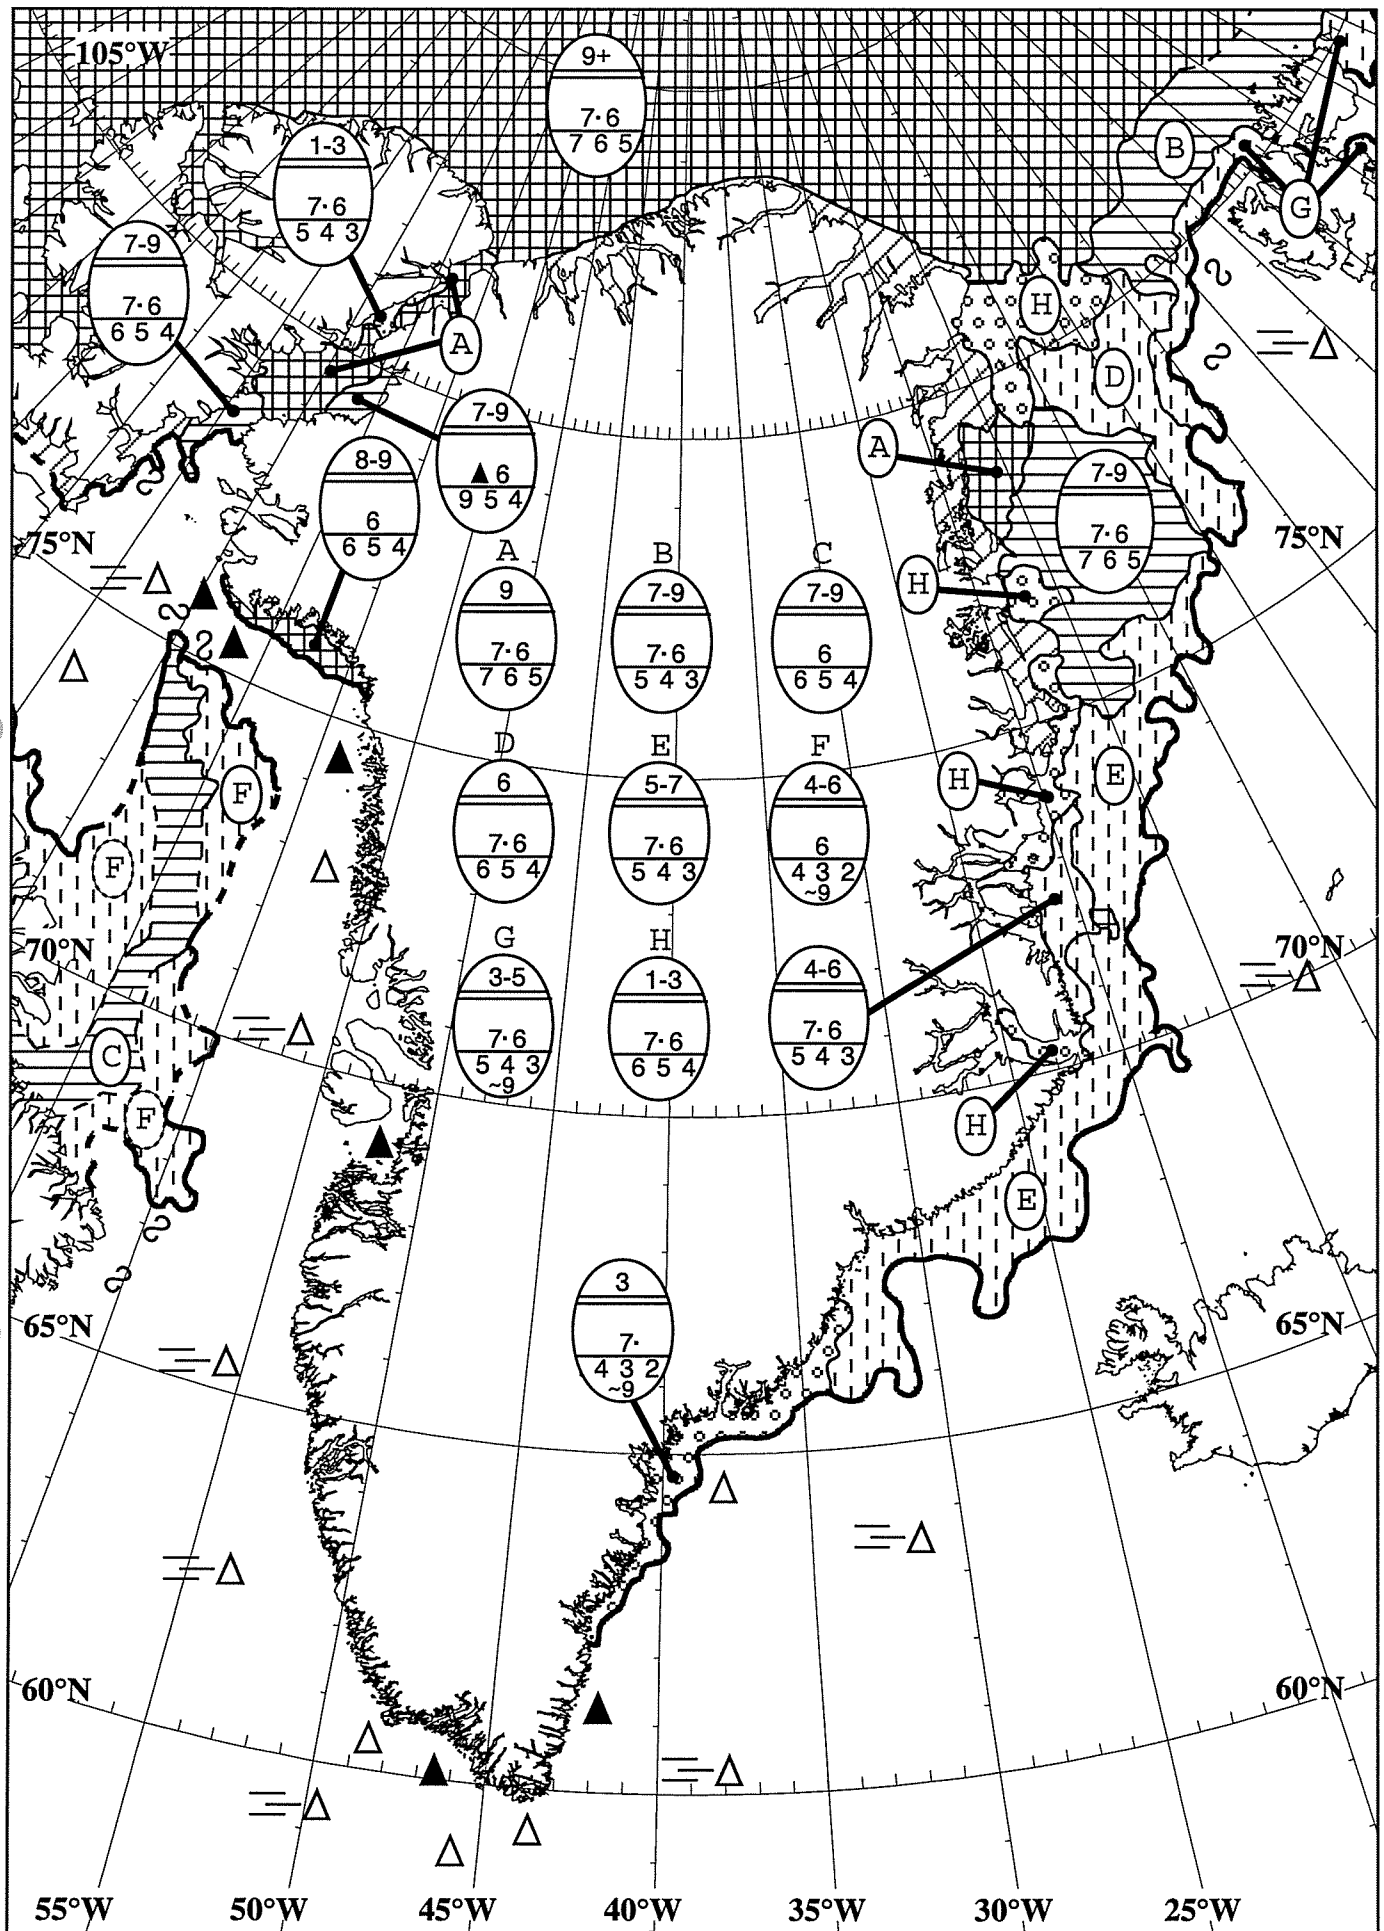 105°W
9+
7·6
7 6 5
1-3
7·6
5 4 3
B
G
7-9
7·6
6 5 4
H
A
D
7-9
▲6
9 5 4
A
8-9
6
6 5 4
7-9
7·6
7 6 5
75°N
75°N
H
A
9
7·6
7 6 5
B
7-9
7·6
5 4 3
C
7-9
6
6 5 4
D
6
7·6
6 5 4
E
5-7
7·6
5 4 3
F
4-6
6
4 3 2
~9
F
H
E
F
70°N
70°N
G
3-5
7·6
5 4 3
~9
H
1-3
7·6
6 5 4
4-6
7·6
5 4 3
C
F
H
E
3
7·
4 3 2
~9
65°N
65°N
60°N
60°N
55°W
50°W
45°W
40°W
35°W
30°W
25°W